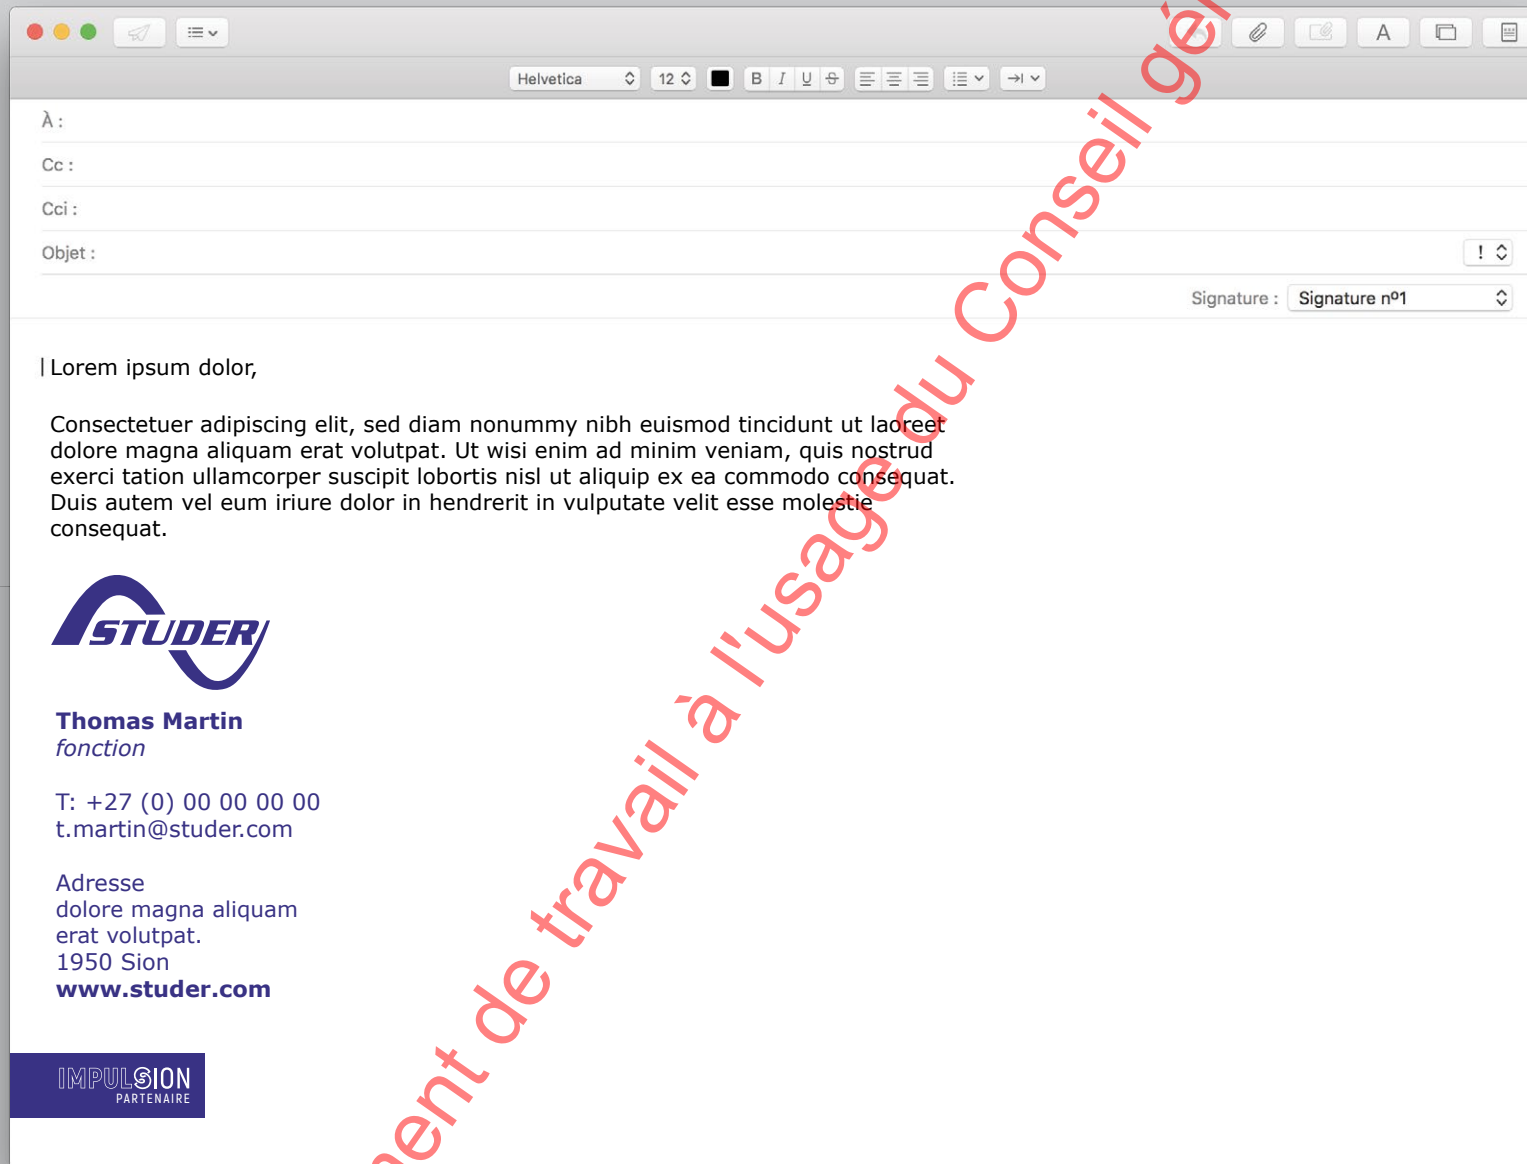 Helvetica 12 B I U S
À :
Cc :
Cci :
Objet :
!
Signature : Signature nº1
Lorem ipsum dolor,
Consectetuer adipiscing elit, sed diam nonummy nibh euismod tincidunt ut laoreet
dolore magna aliquam erat volutpat. Ut wisi enim ad minim veniam, quis nostrud
exerci tation ullamcorper suscipit lobortis nisl ut aliquip ex ea commodo consequat.
Duis autem vel eum iriure dolor in hendrerit in vulputate velit esse molestie
consequat.
STUDER
Thomas Martin
fonction
T: +27 (0) 00 00 00 00
t.martin@studer.com
Adresse
dolore magna aliquam
erat volutpat.
1950 Sion
www.studer.com
IMPULSION
PARTENAIRE
de travail à l'usage du Conseil